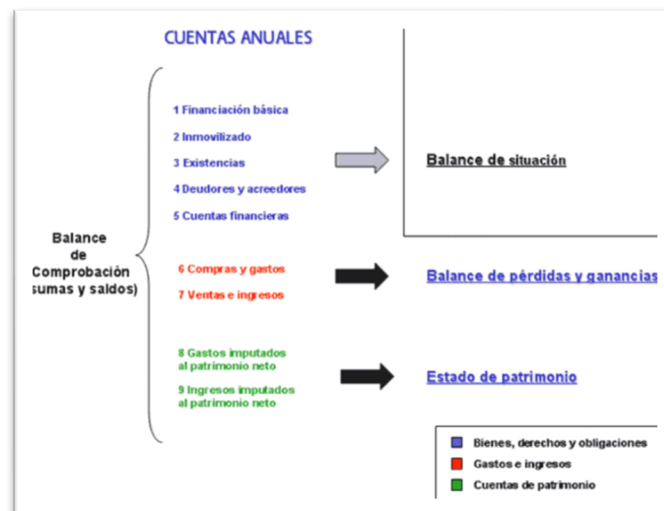 CUENTAS ANUALES
1 Financiación básica
2 Inmovilizado
3 Existencias
4 Deudores y acreedores
5 Cuentas financieras
Balance de situación
Balance
de
Comprobación
sumas y saldos)
6 Compras y gastos
7 Ventas e ingresos
Balance de pérdidas y ganancias
8 Gastos imputados
al patrimonio neto
9 Ingresos imputados
al patrimonio neto
Estado de patrimonio
Bienes, derechos y obligaciones
Gastos e ingresos
Cuentas de patrimonio